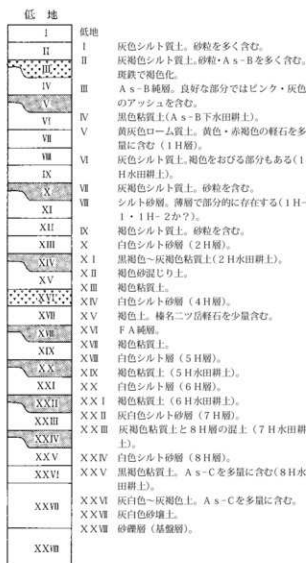 低 地
I
II
III
IV
V
VI
VII
VIII
IX
X
XI
XII
XIII
XIV
XV
XVI
XVII
XV
XVIII
XIX
XX
XXI
XXII
XXIII
XXIV
XXV
XXVI
XXVII
XXVIII
低地
I 灰色シルト質土。砂粒を多く含む。
II 灰褐色シルト質土。砂粒・As-Bを多く含む。
斑鉄で褐色化。
III As-B純層。良好な部分ではピンク・灰色
のアッシュを含む。
IV 黒色粘質土(As-B下水田耕土)。
V 黄灰色ローム質土。黄色・赤褐色の軽石を多
量に含む(1H層)。
VI 灰色シルト質土。褐色をおびる部分もある(1
H水田耕土)。
VII 灰褐色シルト質土。砂粒を含む。
VIII シルト砂層。薄層で部分的に存在する(1H-
1・1H-2か?)。
IX 褐色シルト質土。砂粒を含む。
X 白色シルト砂層(2H層)。
XI 黒褐色~灰褐粘質土(2H水田耕土)。
XII 褐色砂混じり土。
XIII 褐色粘質土。
XIV 白色シルト砂層(4H層)。
XV 褐色土。榛名二ツ岳軽石を少量含む。
XVI FA純層。
XVII 褐色粘質土。
XVIII 白色シルト層(5H層)。
XIX 褐色粘質土(5H水田耕土)。
XX 白色シルト層(6H層)。
XXI 褐色粘質土(6H水田耕土)。
XXII 灰白色シルト砂層(7H層)。
XXIII 灰褐色粘質土と8H層の混土(7H水田耕
土)。
XXIV 白色シルト砂層(8H層)。
XXV 黒褐色粘質土。As-Cを多量に含む(8H水
田耕土)。
XXVI 灰白色~灰褐色土。As-Cを多量に含む。
XXVII 灰白色砂壌土。
XXVIII 砂礫層(基盤層)。